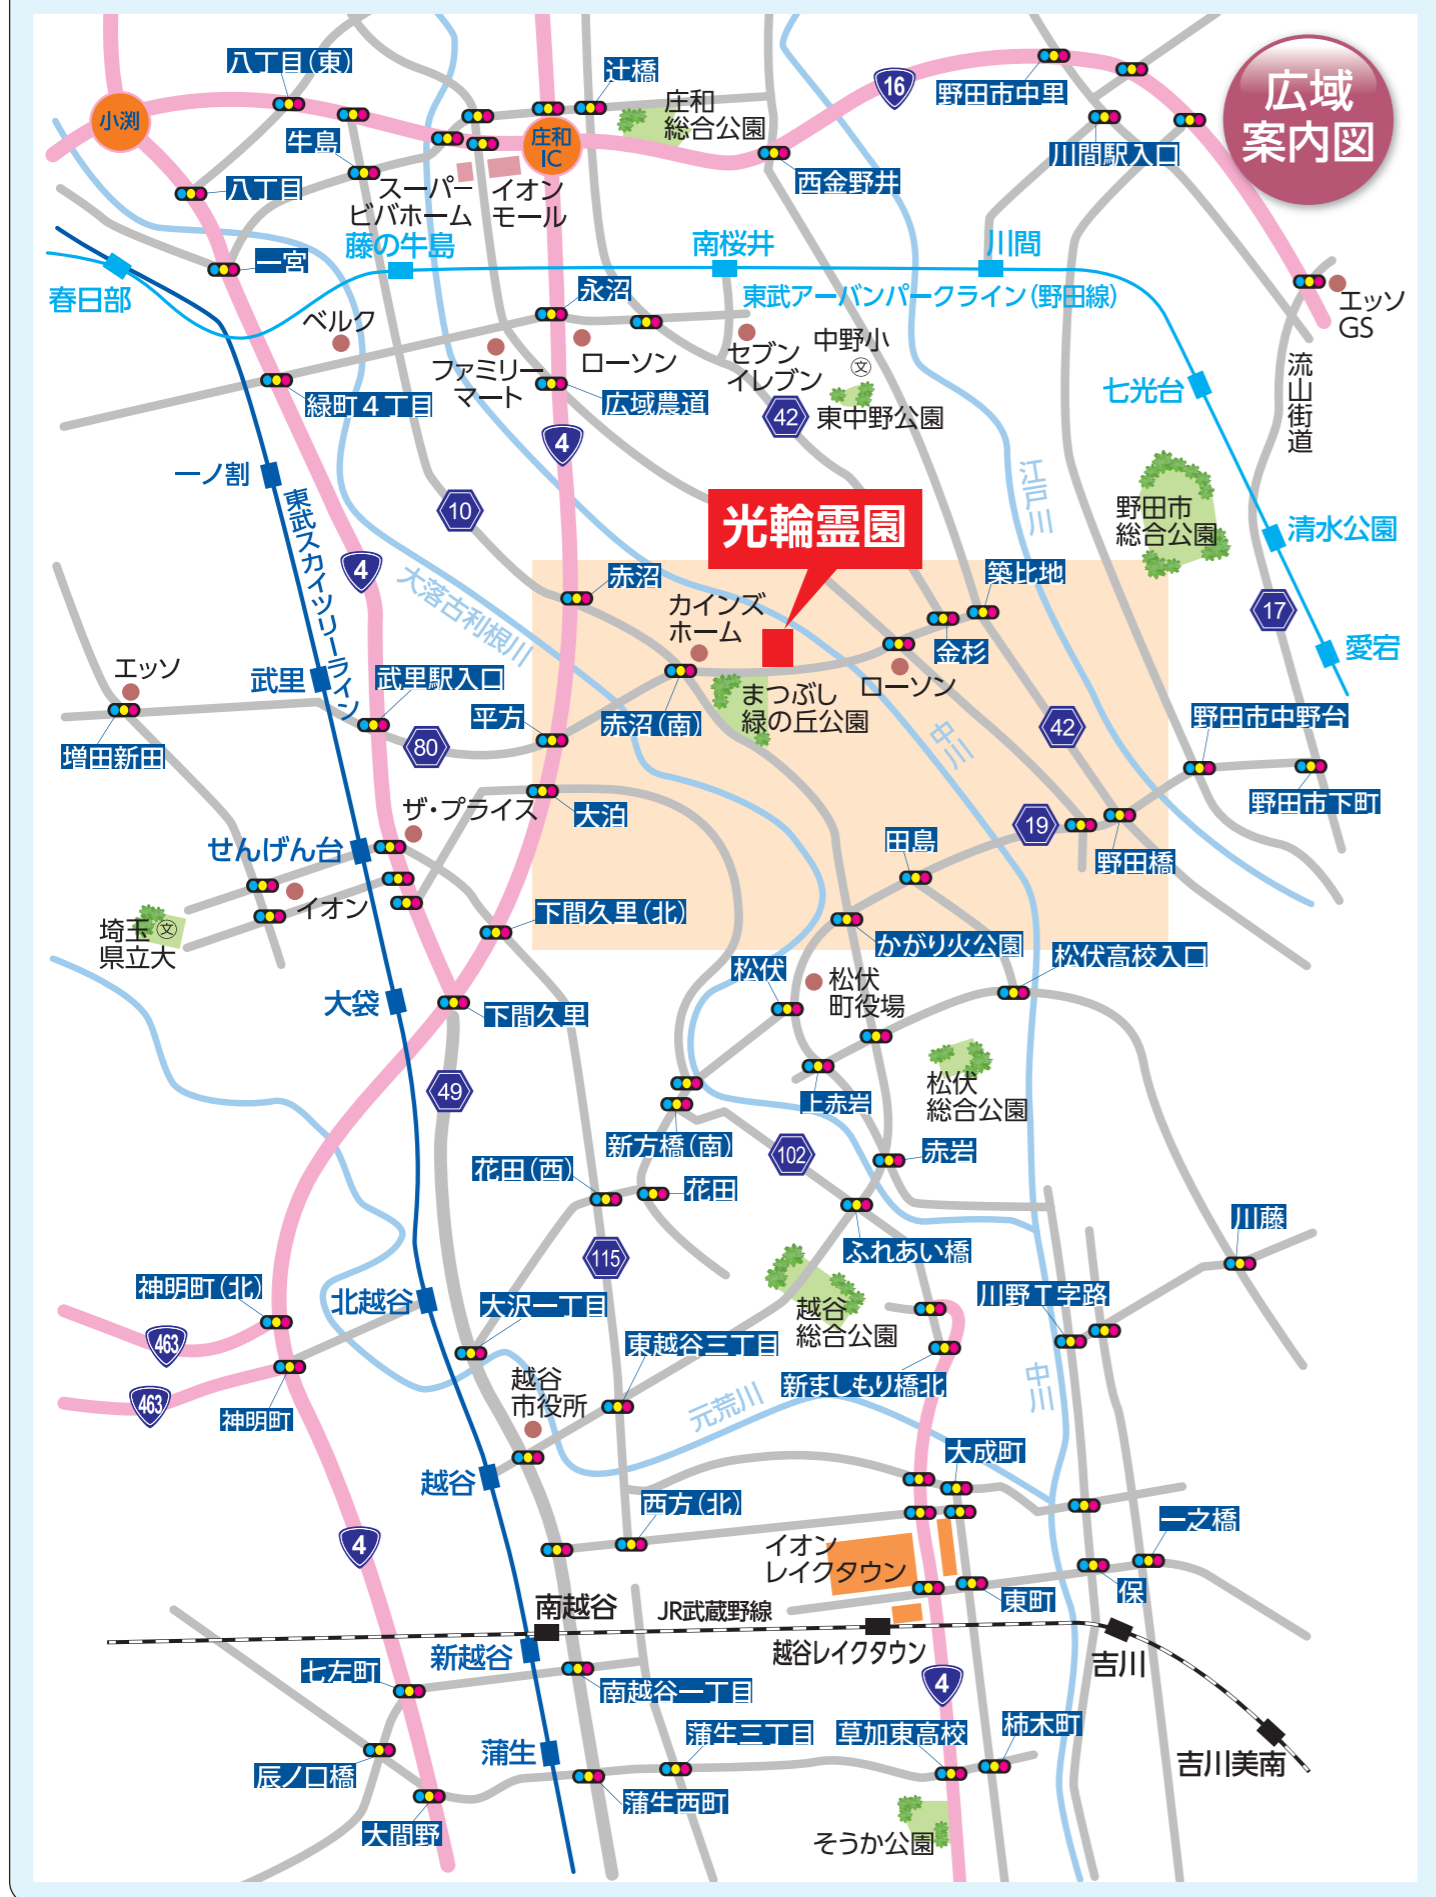 広域
案内図
八丁目(東)
辻橋
16
野田市中里
小渕
庄和
IC
庄和
総合公園
牛島
川間駅入口
西金野井
八丁目
スーパー
ビバホーム
イオン
モール
一宮
藤の牛島
南桜井
川間
春日部
永沼
東武アーバンパークライン(野田線)
エッソ
GS
ベルク
ファミリー
マート
ローソン
セブン
イレブン
中野小
文
東中野公園
流山街道
七光台
緑町4丁目
広域農道
42
4
一ノ割
東武スカイツリーライン
10
江戸川
野田市
総合公園
光輪霊園
清水公園
4
大落古利根川
赤沼
築比地
カインズ
ホーム
17
金杉
愛宕
エッソ
武里
武里駅入口
ローソン
まつぶし
緑の丘公園
平方
赤沼(南)
中川
42
野田市中野台
増田新田
80
ザ・プライス
大泊
野田市下町
19
田島
せんげん台
野田橋
イオン
下間久里(北)
埼玉
県立大
文
かがり火公園
松伏高校入口
松伏
松伏
町役場
大袋
下間久里
49
松伏
総合公園
上赤岩
新方橋(南)
102
赤岩
花田(西)
花田
川藤
ふれあい橋
115
神明町(北)
北越谷
大沢一丁目
越谷
総合公園
川野丁字路
463
東越谷三丁目
463
越谷
市役所
新ましもり橋北
中川
元荒川
神明町
大成町
越谷
西方(北)
一之橋
4
イオン
レイクタウン
東町
保
南越谷
JR武蔵野線
新越谷
越谷レイクタウン
吉川
七左町
南越谷一丁目
4
蒲生三丁目
草加東高校
柿木町
蒲生
吉川美南
辰ノ口橋
蒲生西町
大間野
そうか公園